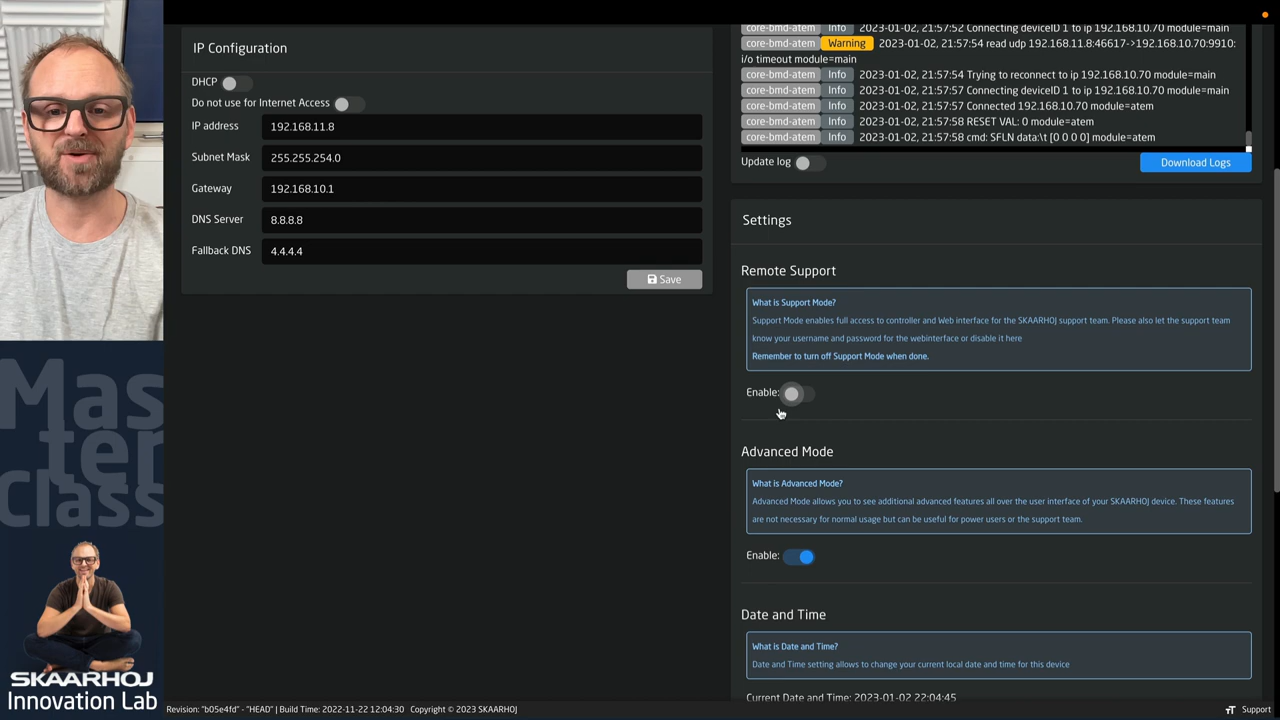 IP Configuration
DHCP
Do not use for Internet Access
IP address 192.168.11.8
Subnet Mask 255.255.254.0
Gateway 192.168.10.1
DNS Server 8.8.8.8
Fallback DNS 4.4.4.4
Save
core-bmd-atem Info 2023-01-02, 21:57:52 Connecting deviceID 1 to ip 192.168.10.70 module=main
core-bmd-atem Warning 2023-01-02, 21:57:54 read udp 192.168.11.8:46617->192.168.10.70:9910:
i/o timeout module=main
core-bmd-atem Info 2023-01-02, 21:57:54 Trying to reconnect to ip 192.168.10.70 module=main
core-bmd-atem Info 2023-01-02, 21:57:57 Connecting deviceID 1 to ip 192.168.10.70 module=main
core-bmd-atem Info 2023-01-02, 21:57:57 Connected 192.168.10.70 module=atem
core-bmd-atem Info 2023-01-02, 21:57:58 RESET VAL: 0 module=atem
core-bmd-atem Info 2023-01-02, 21:57:58 cmd: SFLN data:\t [0 0 0 0] module=atem
Update log
Download Logs
Settings
Remote Support
What is Support Mode?
Support Mode enables full access to controller and Web interface for the SKAARHOJ support team. Please also let the support team
know your username and password for the webinterface or disable it here
Remember to turn off Support Mode when done.
Enable:
Advanced Mode
What is Advanced Mode?
Advanced Mode allows you to see additional advanced features all over the user interface of your SKAARHOJ device. These features
are not necessary for normal usage but can be useful for power users or the support team.
Enable:
Date and Time
What is Date and Time?
Date and Time setting allows to change your current local date and time for this device
Current Date and Time: 2023-01-02 22:04:45
Mas
ter
Class
SKAARHOJ
Innovation Lab
Revision: "b05e4fd" - "HEAD" | Build Time: 2022-11-22 12:04:30 Copyright © 2023 SKAARHOJ
Support